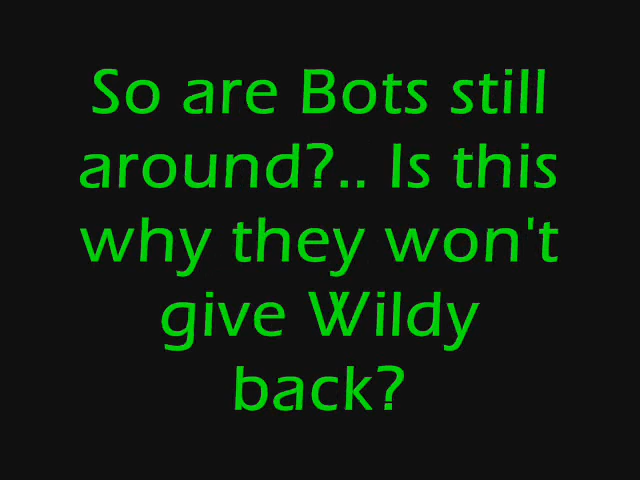 So are Bots still
around?.. Is this
why they won't
give Wildy
back?